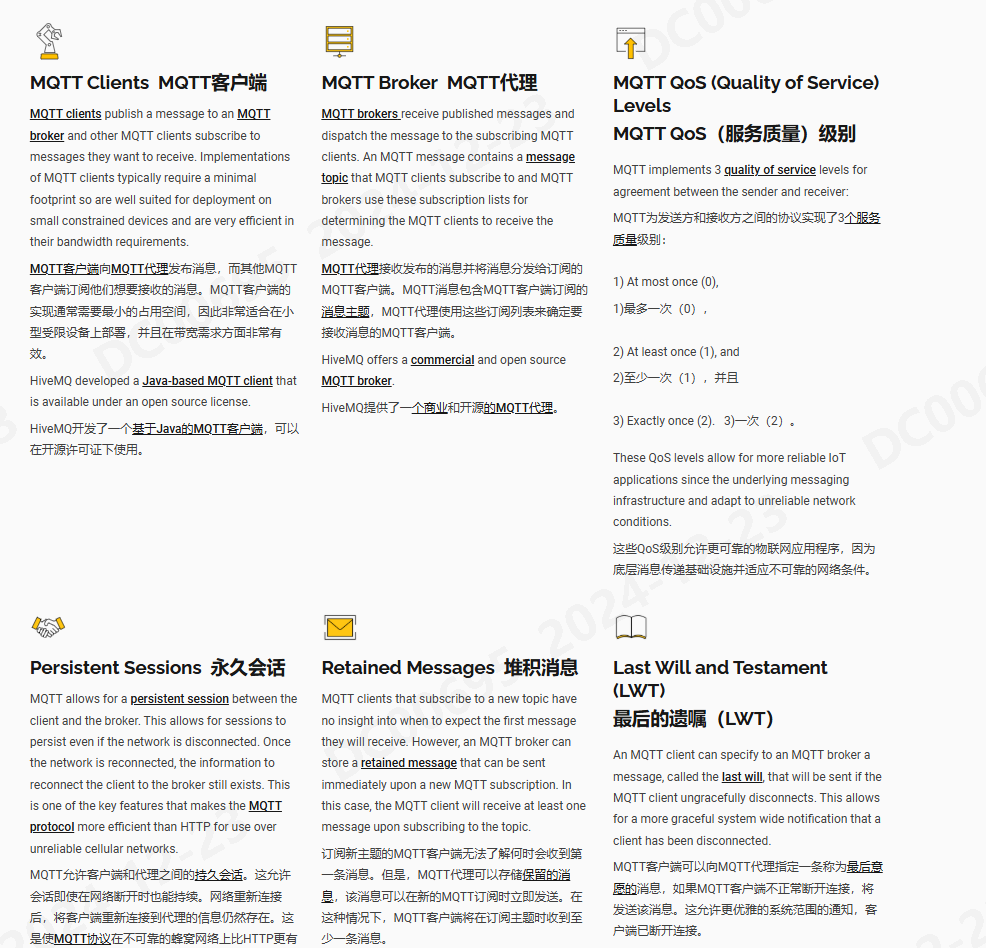 MQTT Clients MQTT客户端
MQTT clients publish a message to an MQTT
broker and other MQTT clients subscribe to
messages they want to receive. Implementations
of MQTT clients typically require a minimal
footprint so are well suited for deployment on
small constrained devices and are very efficient in
their bandwidth requirements.
MQTT客户端向MQTT代理发布消息，而其他MQTT
客户端订阅他们想要接收的消息。MQTT客户端的
实现通常需要最小的占用空间，因此非常适合在小
型受限设备上部署，并且在带宽需求方面非常有
效。
HiveMQ developed a Java-based MQTT client that
is available under an open source license.
HiveMQ开发了一个基于Java的MQTT客户端，可以
在开源许可证下使用。
MQTT Broker MQTT代理
MQTT brokers receive published messages and
dispatch the message to the subscribing MQTT
clients. An MQTT message contains a message
topic that MQTT clients subscribe to and MQTT
brokers use these subscription lists for
determining the MQTT clients to receive the
message.
MQTT代理接收发布的消息并将消息分发给订阅的
MQTT客户端。MQTT消息包含MQTT客户端订阅的
消息主题，MQTT代理使用这些订阅列表来确定要
接收消息的MQTT客户端。
HiveMQ offers a commercial and open source
MQTT broker.
HiveMQ提供了一个商业和开源的MQTT代理。
MQTT QoS (Quality of Service)
Levels
MQTT QoS（服务质量）级别
MQTT implements 3 quality of service levels for
agreement between the sender and receiver:
MQTT为发送方和接收方之间的协议实现了3个服务
质量级别：
1) At most once (0),
1)最多一次（0），
2) At least once (1), and
2)至少一次（1），并且
3) Exactly once (2). 3)一次（2）。
These QoS levels allow for more reliable IoT
applications since the underlying messaging
infrastructure and adapt to unreliable network
conditions.
这些QoS级别允许更可靠的物联网应用程序，因为
底层消息传递基础设施并适应不可靠的网络条件。
Persistent Sessions 永久会话
MQTT allows for a persistent session between the
client and the broker. This allows for sessions to
persist even if the network is disconnected. Once
the network is reconnected, the information to
reconnect the client to the broker still exists. This
is one of the key features that makes the MQTT
protocol more efficient than HTTP for use over
unreliable cellular networks.
MQTT允许客户端和代理之间的持久会话。这允许
会话即使在网络断开时也能持续。网络重新连接
后，将客户端重新连接到代理的信息仍然存在。这
是使MQTT协议在不可靠的蜂窝网络上比HTTP更有
Retained Messages 堆积消息
MQTT clients that subscribe to a new topic have
no insight into when to expect the first message
they will receive. However, an MQTT broker can
store a retained message that can be sent
immediately upon a new MQTT subscription. In
this case, the MQTT client will receive at least one
message upon subscribing to the topic.
订阅新主题的MQTT客户端无法了解何时会收到第
一条消息。但是，MQTT代理可以存储保留的消
息，该消息可以在新的MQTT订阅时立即发送。在
这种情况下，MQTT客户端将在订阅主题时收到至
少一条消息。
Last Will and Testament
(LWT)
最后的遗嘱（LWT）
An MQTT client can specify to an MQTT broker a
message, called the last will, that will be sent if the
MQTT client ungracefully disconnects. This allows
for a more graceful system wide notification that a
client has been disconnected.
MQTT客户端可以向MQTT代理指定一条称为最后意
愿的消息，如果MQTT客户端不正常断开连接，将
发送该消息。这允许更优雅的系统范围的通知，客
户端已断开连接。
DC00695 2024-12-23